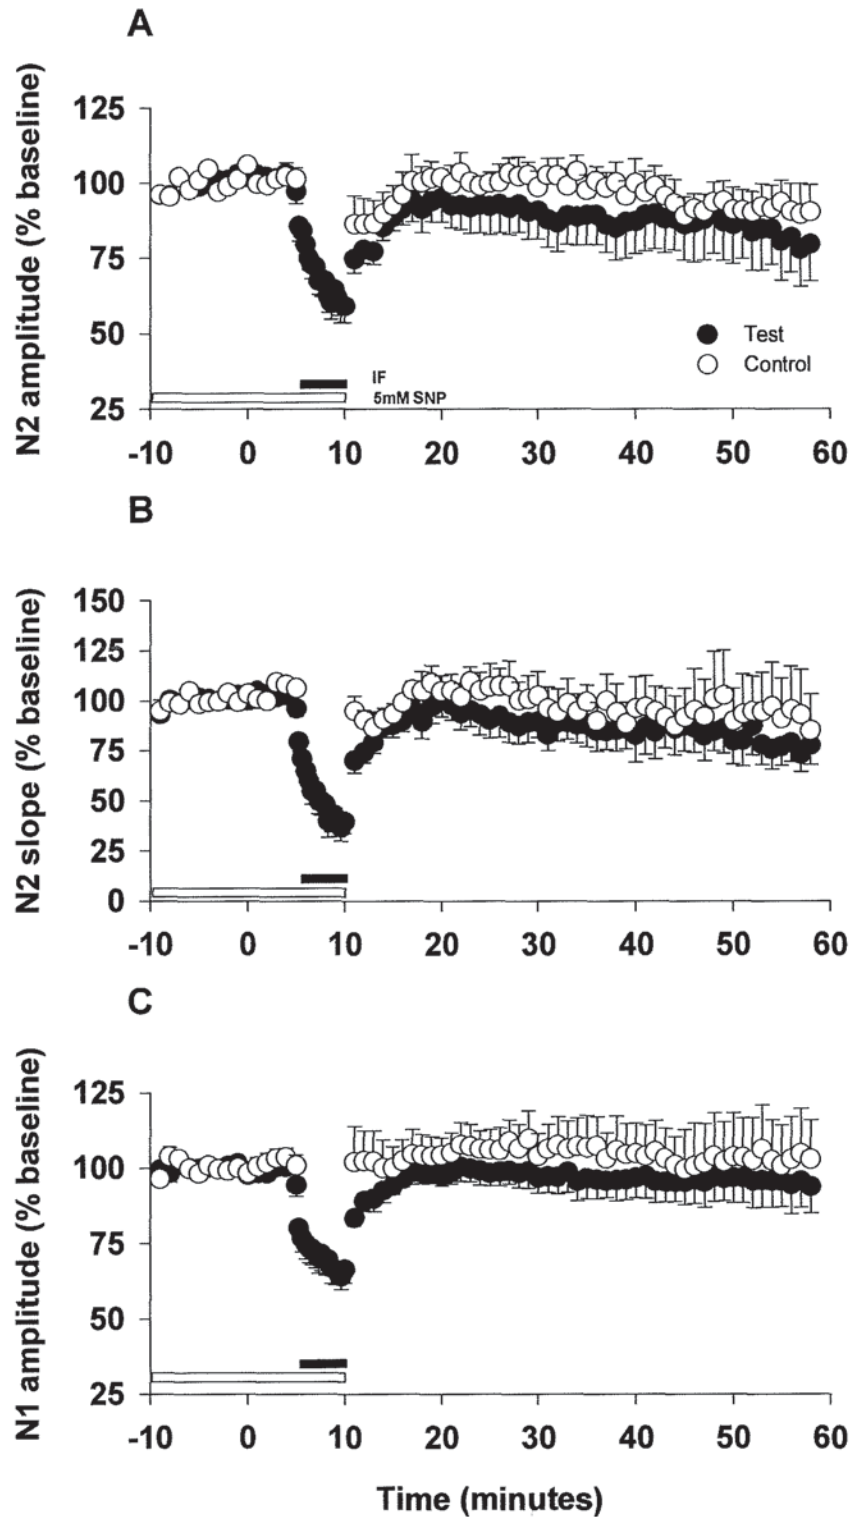 A
N2 amplitude (% baseline)
125
100
75
50
25
Test
Control
IF
5mM SNP
-10 0 10 20 30 40 50 60
B
N2 slope (% baseline)
150
125
100
75
50
25
0
-10 0 10 20 30 40 50 60
C
N1 amplitude (% baseline)
125
100
75
50
25
-10 0 10 20 30 40 50 60
Time (minutes)